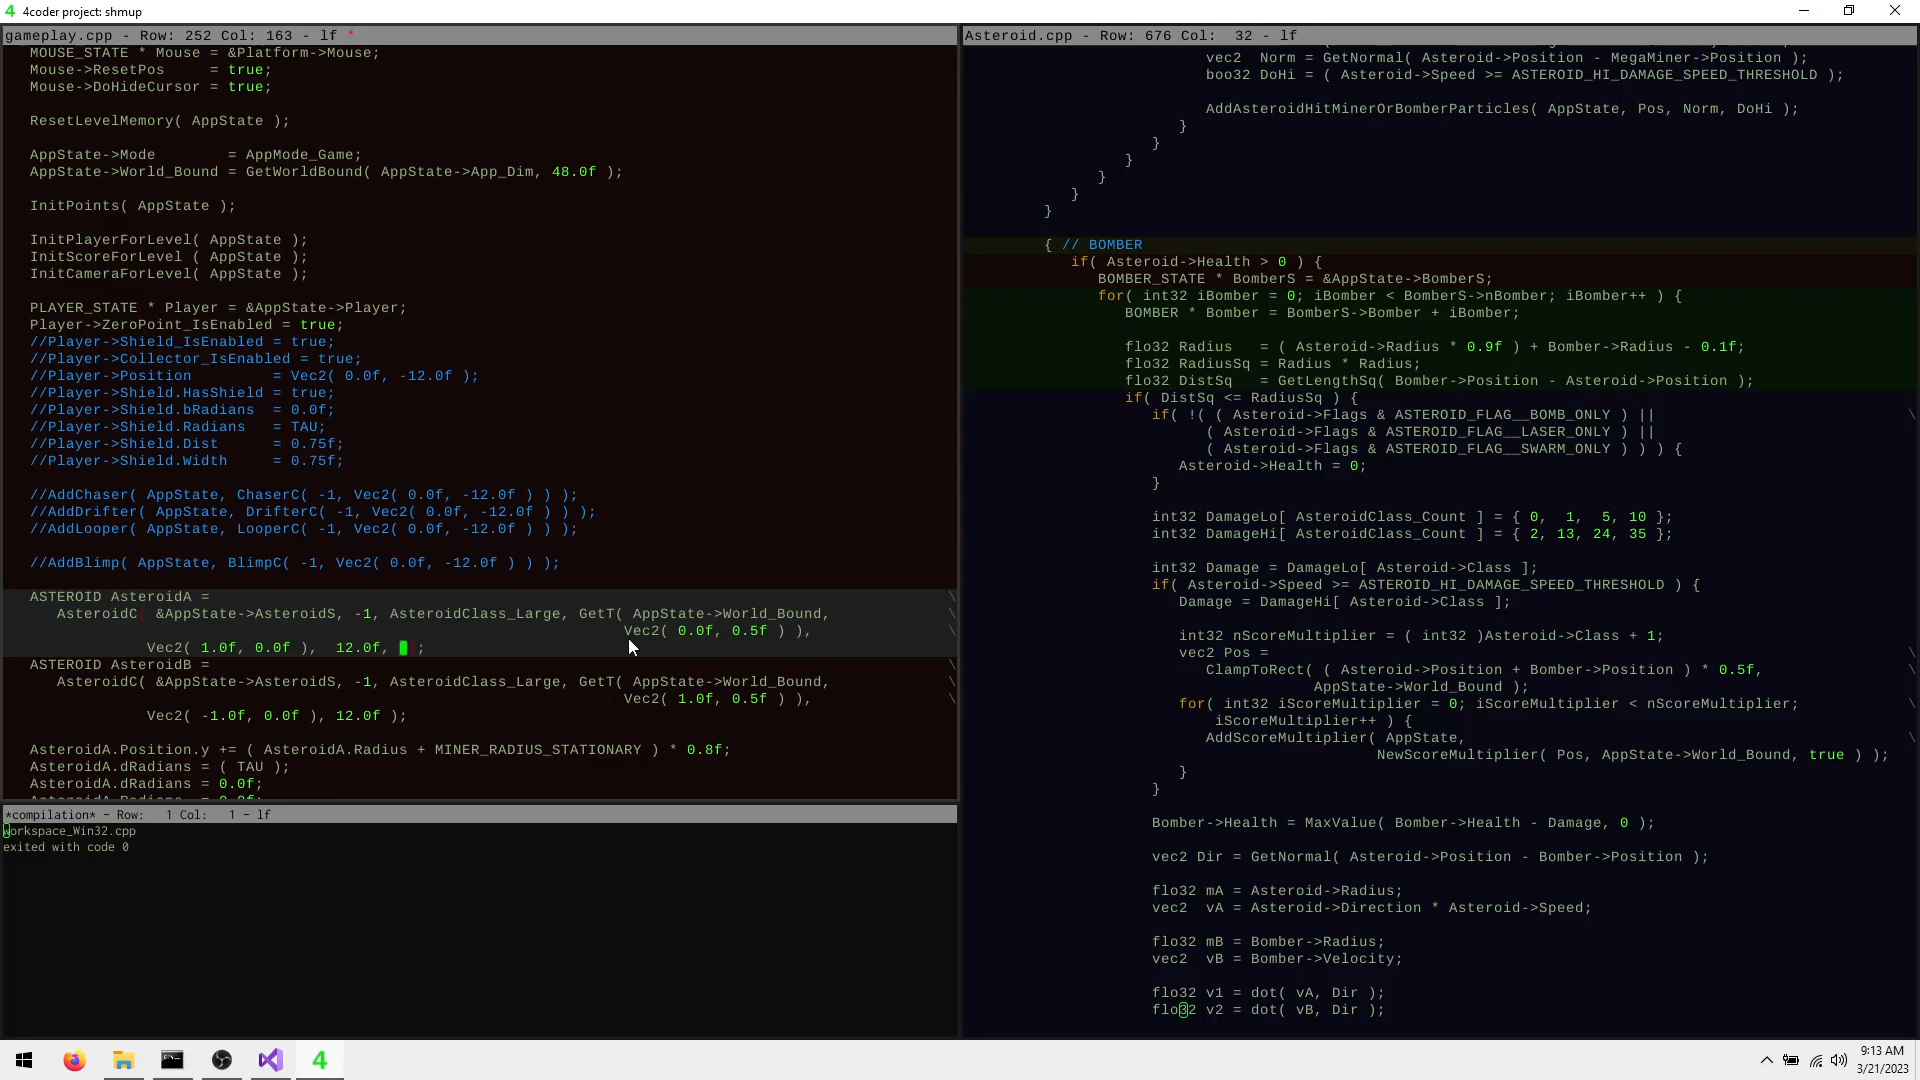 4coder project: shmup
gameplay.cpp - Row: 252 Col: 163 - lf *
MOUSE_STATE * Mouse = &Platform->Mouse;
Mouse->ResetPos     = true;
Mouse->DoHideCursor = true;
ResetLevelMemory( AppState );
AppState->Mode        = AppMode_Game;
AppState->World_Bound = GetWorldBound( AppState->App_Dim, 48.0f );
InitPoints( AppState );
InitPlayerForLevel( AppState );
InitScoreForLevel ( AppState );
InitCameraForLevel( AppState );
PLAYER_STATE * Player = &AppState->Player;
Player->ZeroPoint_IsEnabled = true;
//Player->Shield_IsEnabled = true;
//Player->Collector_IsEnabled = true;
//Player->Position         = Vec2( 0.0f, -12.0f );
//Player->Shield.HasShield = true;
//Player->Shield.bRadians  = 0.0f;
//Player->Shield.Radians   = TAU;
//Player->Shield.Dist      = 0.75f;
//Player->Shield.Width     = 0.75f;
//AddChaser( AppState, ChaserC( -1, Vec2( 0.0f, -12.0f ) ) );
//AddDrifter( AppState, DrifterC( -1, Vec2( 0.0f, -12.0f ) ) );
//AddLooper( AppState, LooperC( -1, Vec2( 0.0f, -12.0f ) ) );
//AddBlimp( AppState, BlimpC( -1, Vec2( 0.0f, -12.0f ) ) );
ASTEROID AsteroidA = \
AsteroidC( &AppState->AsteroidS, -1, AsteroidClass_Large, GetT( AppState->World_Bound, \
Vec2( 0.0f, 0.5f ) ), \
Vec2( 1.0f, 0.0f ),  12.0f, );
ASTEROID AsteroidB = \
AsteroidC( &AppState->AsteroidS, -1, AsteroidClass_Large, GetT( AppState->World_Bound, \
Vec2( 1.0f, 0.5f ) ), \
Vec2( -1.0f, 0.0f ), 12.0f );
AsteroidA.Position.y += ( AsteroidA.Radius + MINER_RADIUS_STATIONARY ) * 0.8f;
AsteroidA.dRadians = ( TAU );
AsteroidA.dRadians = 0.0f;
*compilation* - Row:   1 Col:   1 - lf
workspace_Win32.cpp
exited with code 0
Asteroid.cpp - Row: 676 Col:  32 - lf
vec2  Norm = GetNormal( Asteroid->Position - MegaMiner->Position );
boo32 DoHi = ( Asteroid->Speed >= ASTEROID_HI_DAMAGE_SPEED_THRESHOLD );
AddAsteroidHitMinerOrBomberParticles( AppState, Pos, Norm, DoHi );
}
}
}
}
}
}
{ // BOMBER
if( Asteroid->Health > 0 ) {
BOMBER_STATE * BomberS = &AppState->BomberS;
for( int32 iBomber = 0; iBomber < BomberS->nBomber; iBomber++ ) {
BOMBER * Bomber = BomberS->Bomber + iBomber;
flo32 Radius   = ( Asteroid->Radius * 0.9f ) + Bomber->Radius - 0.1f;
flo32 RadiusSq = Radius * Radius;
flo32 DistSq   = GetLengthSq( Bomber->Position - Asteroid->Position );
if( DistSq <= RadiusSq ) {
if( !( ( Asteroid->Flags & ASTEROID_FLAG__BOMB_ONLY ) || \
( Asteroid->Flags & ASTEROID_FLAG__LASER_ONLY ) || \
( Asteroid->Flags & ASTEROID_FLAG__SWARM_ONLY ) ) ) {
Asteroid->Health = 0;
}
int32 DamageLo[ AsteroidClass_Count ] = { 0,  1,  5, 10 };
int32 DamageHi[ AsteroidClass_Count ] = { 2, 13, 24, 35 };
int32 Damage = DamageLo[ Asteroid->Class ];
if( Asteroid->Speed >= ASTEROID_HI_DAMAGE_SPEED_THRESHOLD ) {
Damage = DamageHi[ Asteroid->Class ];
int32 nScoreMultiplier = ( int32 )Asteroid->Class + 1;
vec2 Pos = \
ClampToRect( ( Asteroid->Position + Bomber->Position ) * 0.5f, \
AppState->World_Bound );
for( int32 iScoreMultiplier = 0; iScoreMultiplier < nScoreMultiplier; \
iScoreMultiplier++ ) {
AddScoreMultiplier( AppState, \
NewScoreMultiplier( Pos, AppState->World_Bound, true ) );
}
}
Bomber->Health = MaxValue( Bomber->Health - Damage, 0 );
vec2 Dir = GetNormal( Asteroid->Position - Bomber->Position );
flo32 mA = Asteroid->Radius;
vec2  vA = Asteroid->Direction * Asteroid->Speed;
flo32 mB = Bomber->Radius;
vec2  vB = Bomber->Velocity;
flo32 v1 = dot( vA, Dir );
flo32 v2 = dot( vB, Dir );
9:13 AM
3/21/2023